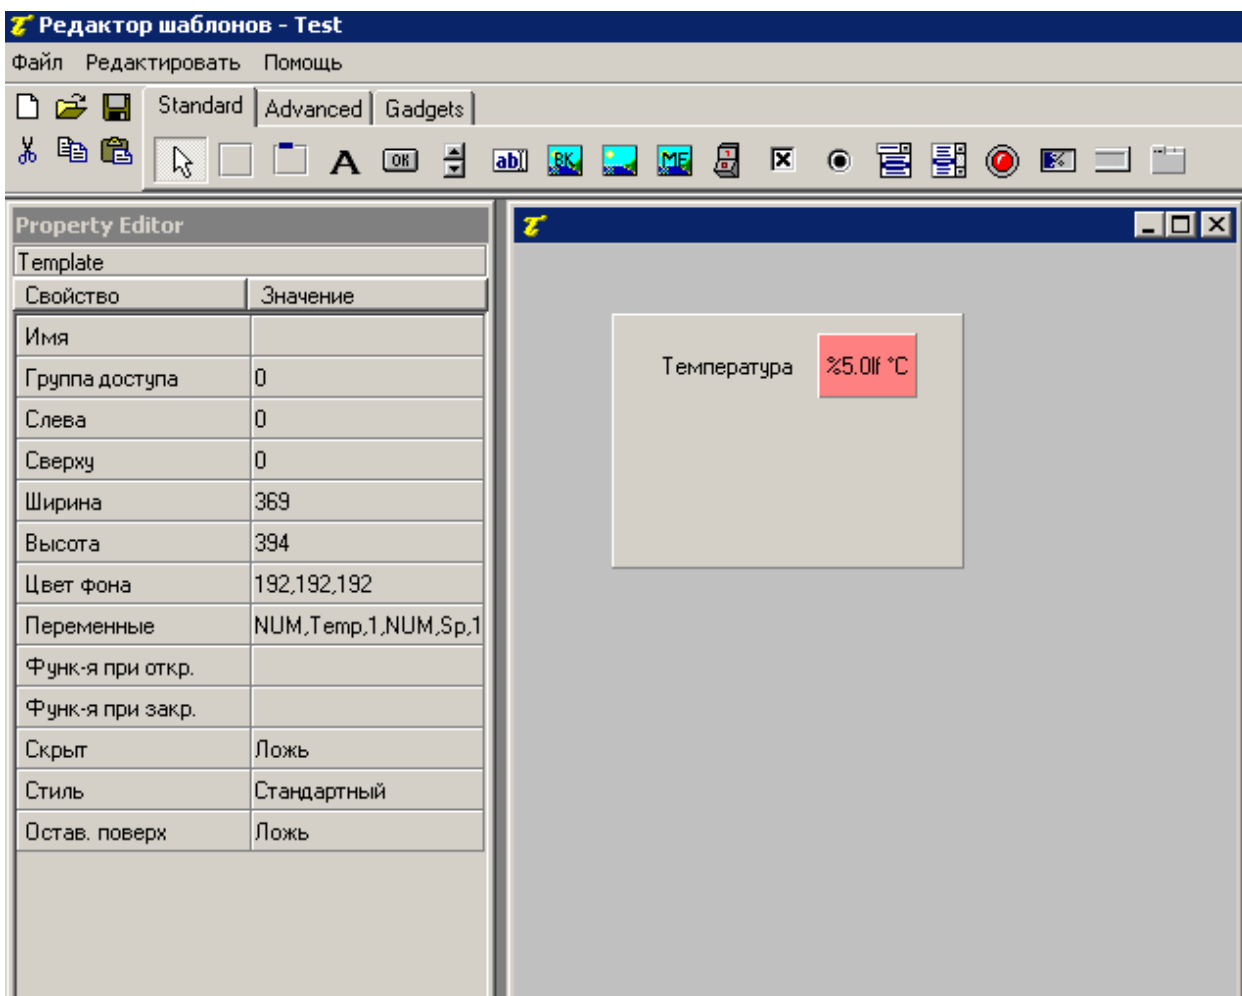 Редактор шаблонов - Test
Файл Редактировать Помощь
Standard Advanced Gadgets
A OK ab BK ME %
Property Editor
Template
Свойство Значение
Имя
Группа доступа 0
Слева 0
Сверху 0
Ширина 369
Высота 394
Цвет фона 192,192,192
Переменные NUM,Temp,1,NUM,Sp,1
Функ-я при откр.
Функ-я при закр.
Скрыт Ложь
Стиль Стандартный
Остав. поверх Ложь
Температура %5.0lf °C